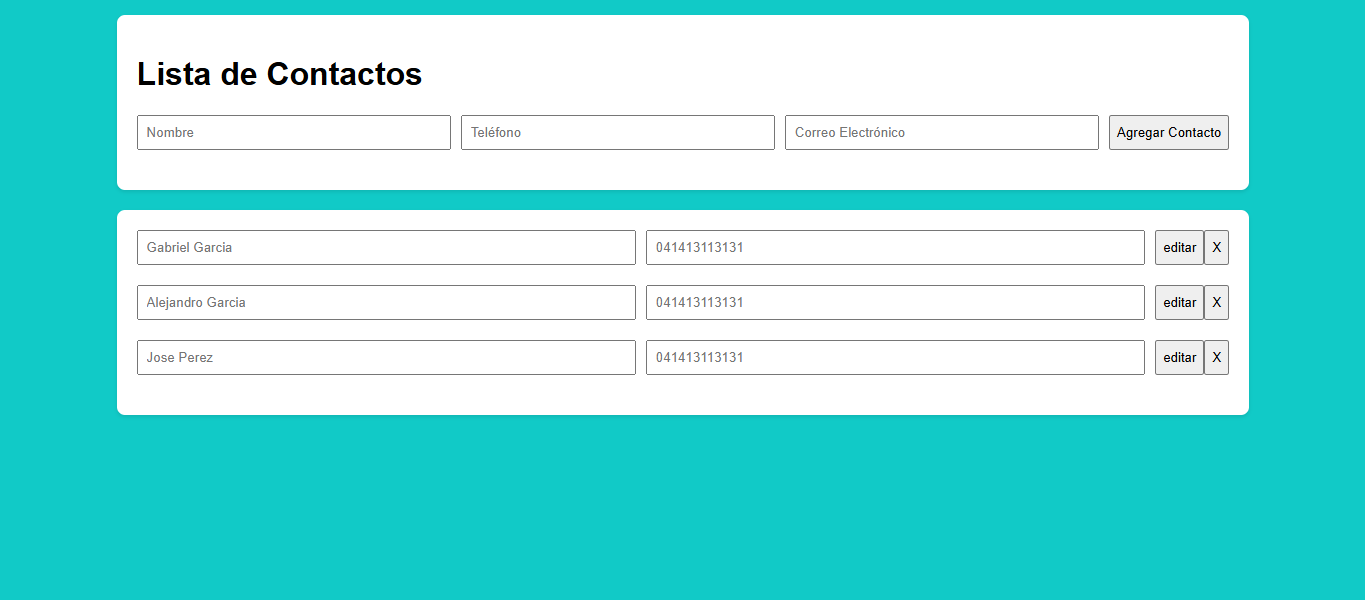 Lista de Contactos
Nombre Teléfono Correo Electrónico Agregar Contacto
Gabriel Garcia 041413113131 editar X
Alejandro Garcia 041413113131 editar X
Jose Perez 041413113131 editar X